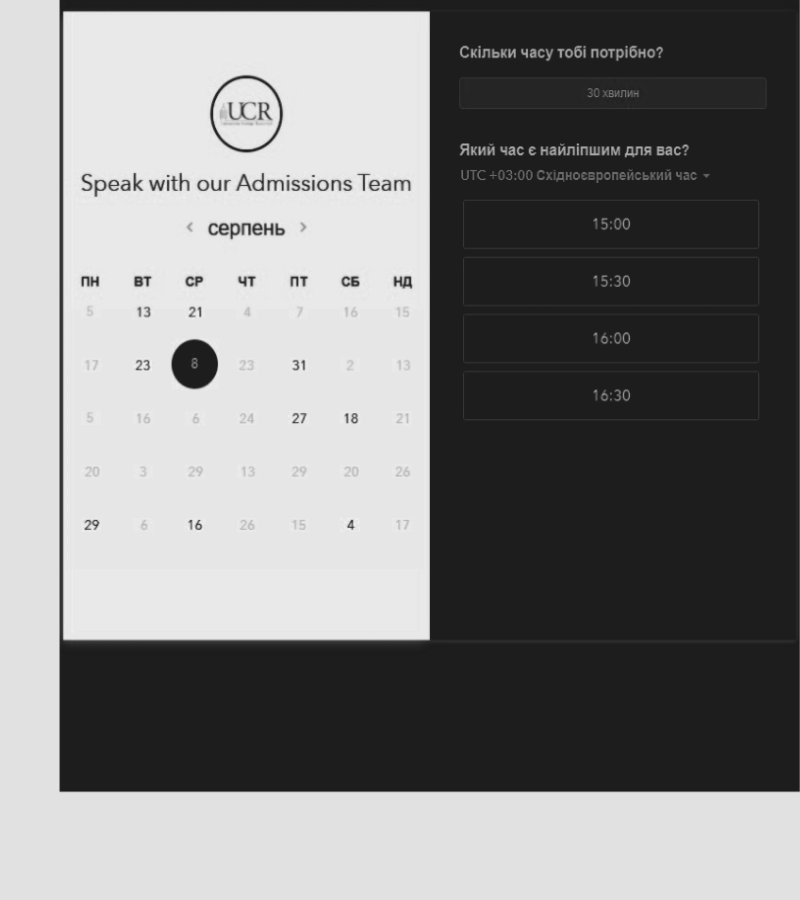 UCR
Speak with our Admissions Team
серпень
ПН ВТ СР ЧТ ПТ СБ НД
5 13 21 4 7 16 15
17 23 8 23 31 2 13
5 16 6 24 27 18 21
20 3 29 13 29 20 26
29 6 16 26 15 4 17
Скільки часу тобі потрібно?
30 хвилин
Який час є найліпшим для вас?
UTC +03:00 Східноєвропейський час
15:00
15:30
16:00
16:30